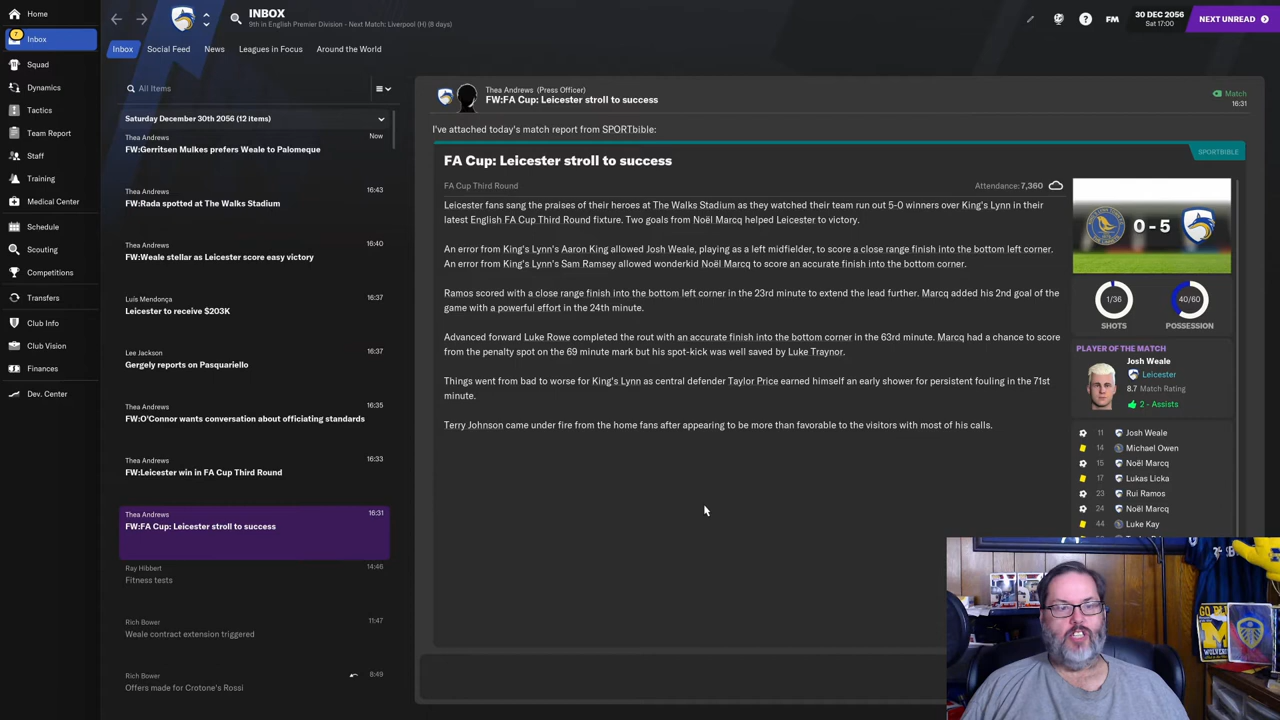 Home
7
Inbox
Squad
Dynamics
Tactics
Team Report
Staff
Training
Medical Center
Schedule
Scouting
Competitions
Transfers
Club Info
Club Vision
Finances
Dev. Center
INBOX
9th in English Premier Division - Next Match: Liverpool (H) (8 days)
FM
30 DEC 2056
Sat 17:00
NEXT UNREAD
Inbox
Social Feed
News
Leagues in Focus
Around the World
All Items
Saturday December 30th 2056 (12 items)
Thea Andrews
Now
FW:Gerritsen Mulkes prefers Weale to Palomeque
Thea Andrews
16:43
FW:Rada spotted at The Walks Stadium
Thea Andrews
16:40
FW:Weale stellar as Leicester score easy victory
Luís Mendonça
16:37
Leicester to receive $203K
Lee Jackson
16:37
Gergely reports on Pasquariello
Thea Andrews
16:35
FW:O'Connor wants conversation about officiating standards
Thea Andrews
16:33
FW:Leicester win in FA Cup Third Round
Thea Andrews
16:31
FW:FA Cup: Leicester stroll to success
Ray Hibbert
14:46
Fitness tests
Rich Bower
11:47
Weale contract extension triggered
Rich Bower
8:49
Offers made for Crotone's Rossi
Thea Andrews (Press Officer)
FW:FA Cup: Leicester stroll to success
Match
16:31
I've attached today's match report from SPORTbible:
SPORTBIBLE
FA Cup: Leicester stroll to success
FA Cup Third Round
Attendance: 7,360
Leicester fans sang the praises of their heroes at The Walks Stadium as they watched their team run out 5-0 winners over King's Lynn in their
latest English FA Cup Third Round fixture. Two goals from Noël Marcq helped Leicester to victory.
An error from King's Lynn's Aaron King allowed Josh Weale, playing as a left midfielder, to score a close range finish into the bottom left corner.
An error from King's Lynn's Sam Ramsey allowed wonderkid Noël Marcq to score an accurate finish into the bottom corner.
Ramos scored with a close range finish into the bottom left corner in the 23rd minute to extend the lead further. Marcq added his 2nd goal of the
game with a powerful effort in the 24th minute.
Advanced forward Luke Rowe completed the rout with an accurate finish into the bottom corner in the 63rd minute. Marcq had a chance to score
from the penalty spot on the 69 minute mark but his spot-kick was well saved by Luke Traynor.
Things went from bad to worse for King's Lynn as central defender Taylor Price earned himself an early shower for persistent fouling in the 71st
minute.
Terry Johnson came under fire from the home fans after appearing to be more than favorable to the visitors with most of his calls.
0 - 5
1/36
SHOTS
40/60
POSSESSION
PLAYER OF THE MATCH
Josh Weale
Leicester
8.7 Match Rating
2 - Assists
11 Josh Weale
14 Michael Owen
15 Noël Marcq
17 Lukas Licka
23 Rui Ramos
24 Noël Marcq
44 Luke Kay
GO BLUE
M
WOLVERINES